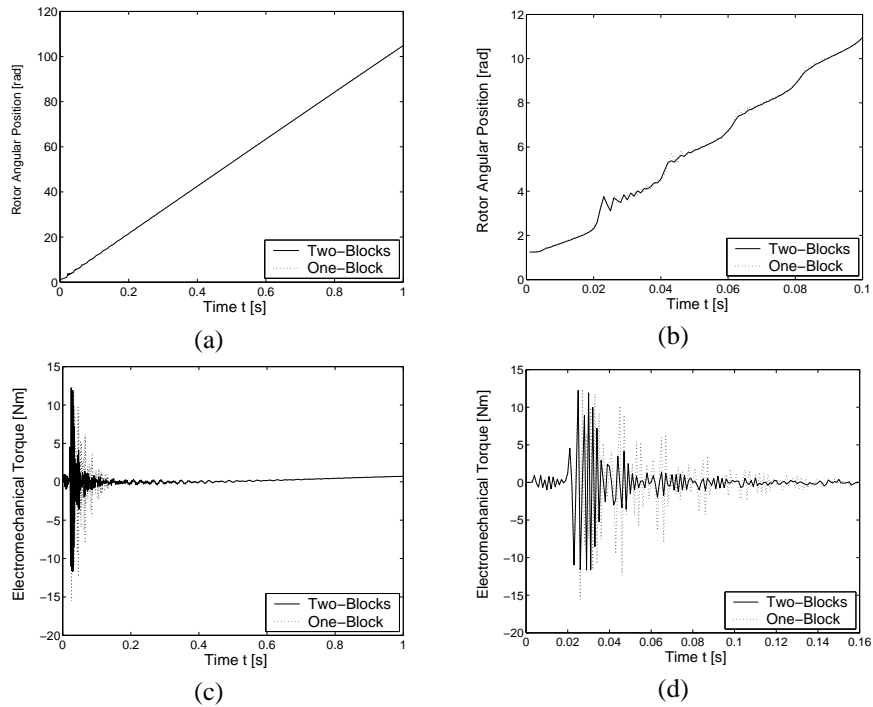 120
100
80
60
40
20
0
Rotor Angular Position [rad]
0 0.2 0.4 0.6 0.8 1
Time t [s]
Two−Blocks
One−Block
(a)
12
10
8
6
4
2
0
Rotor Angular Position [rad]
0 0.02 0.04 0.06 0.08 0.1
Time t [s]
Two−Blocks
One−Block
(b)
15
10
5
0
−5
−10
−15
−20
Electromechanical Torque [Nm]
0 0.2 0.4 0.6 0.8 1
Time t [s]
Two−Blocks
One−Block
(c)
15
10
5
0
−5
−10
−15
−20
Electromechanical Torque [Nm]
0 0.02 0.04 0.06 0.08 0.10 0.12 0.14 0.16
Time t [s]
Two−Blocks
One−Block
(d)